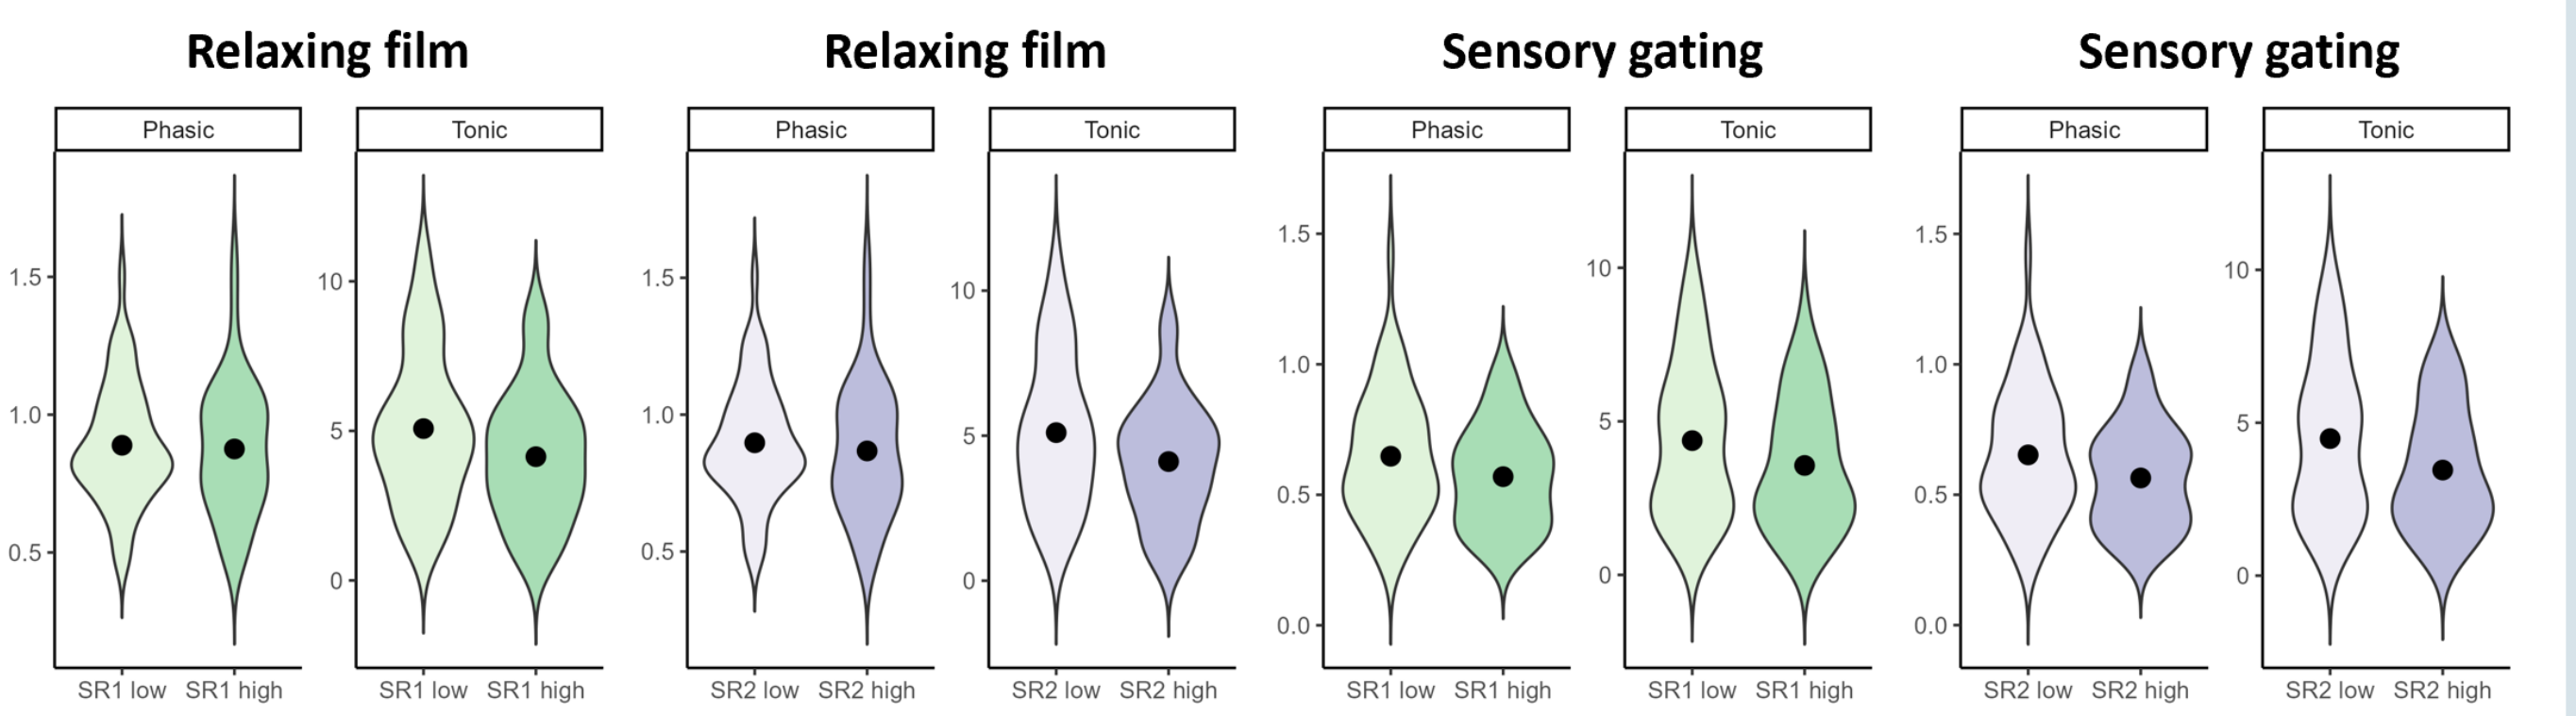 Relaxing film
Phasic
Tonic
1.5
1.0
0.5
10
5
0
SR1 low SR1 high
SR1 low SR1 high
Relaxing film
Phasic
Tonic
1.5
1.0
0.5
10
5
0
SR2 low SR2 high
SR2 low SR2 high
Sensory gating
Phasic
Tonic
1.5
1.0
0.5
0.0
10
5
0
SR1 low SR1 high
SR1 low SR1 high
Sensory gating
Phasic
Tonic
1.5
1.0
0.5
0.0
10
5
0
SR2 low SR2 high
SR2 low SR2 high